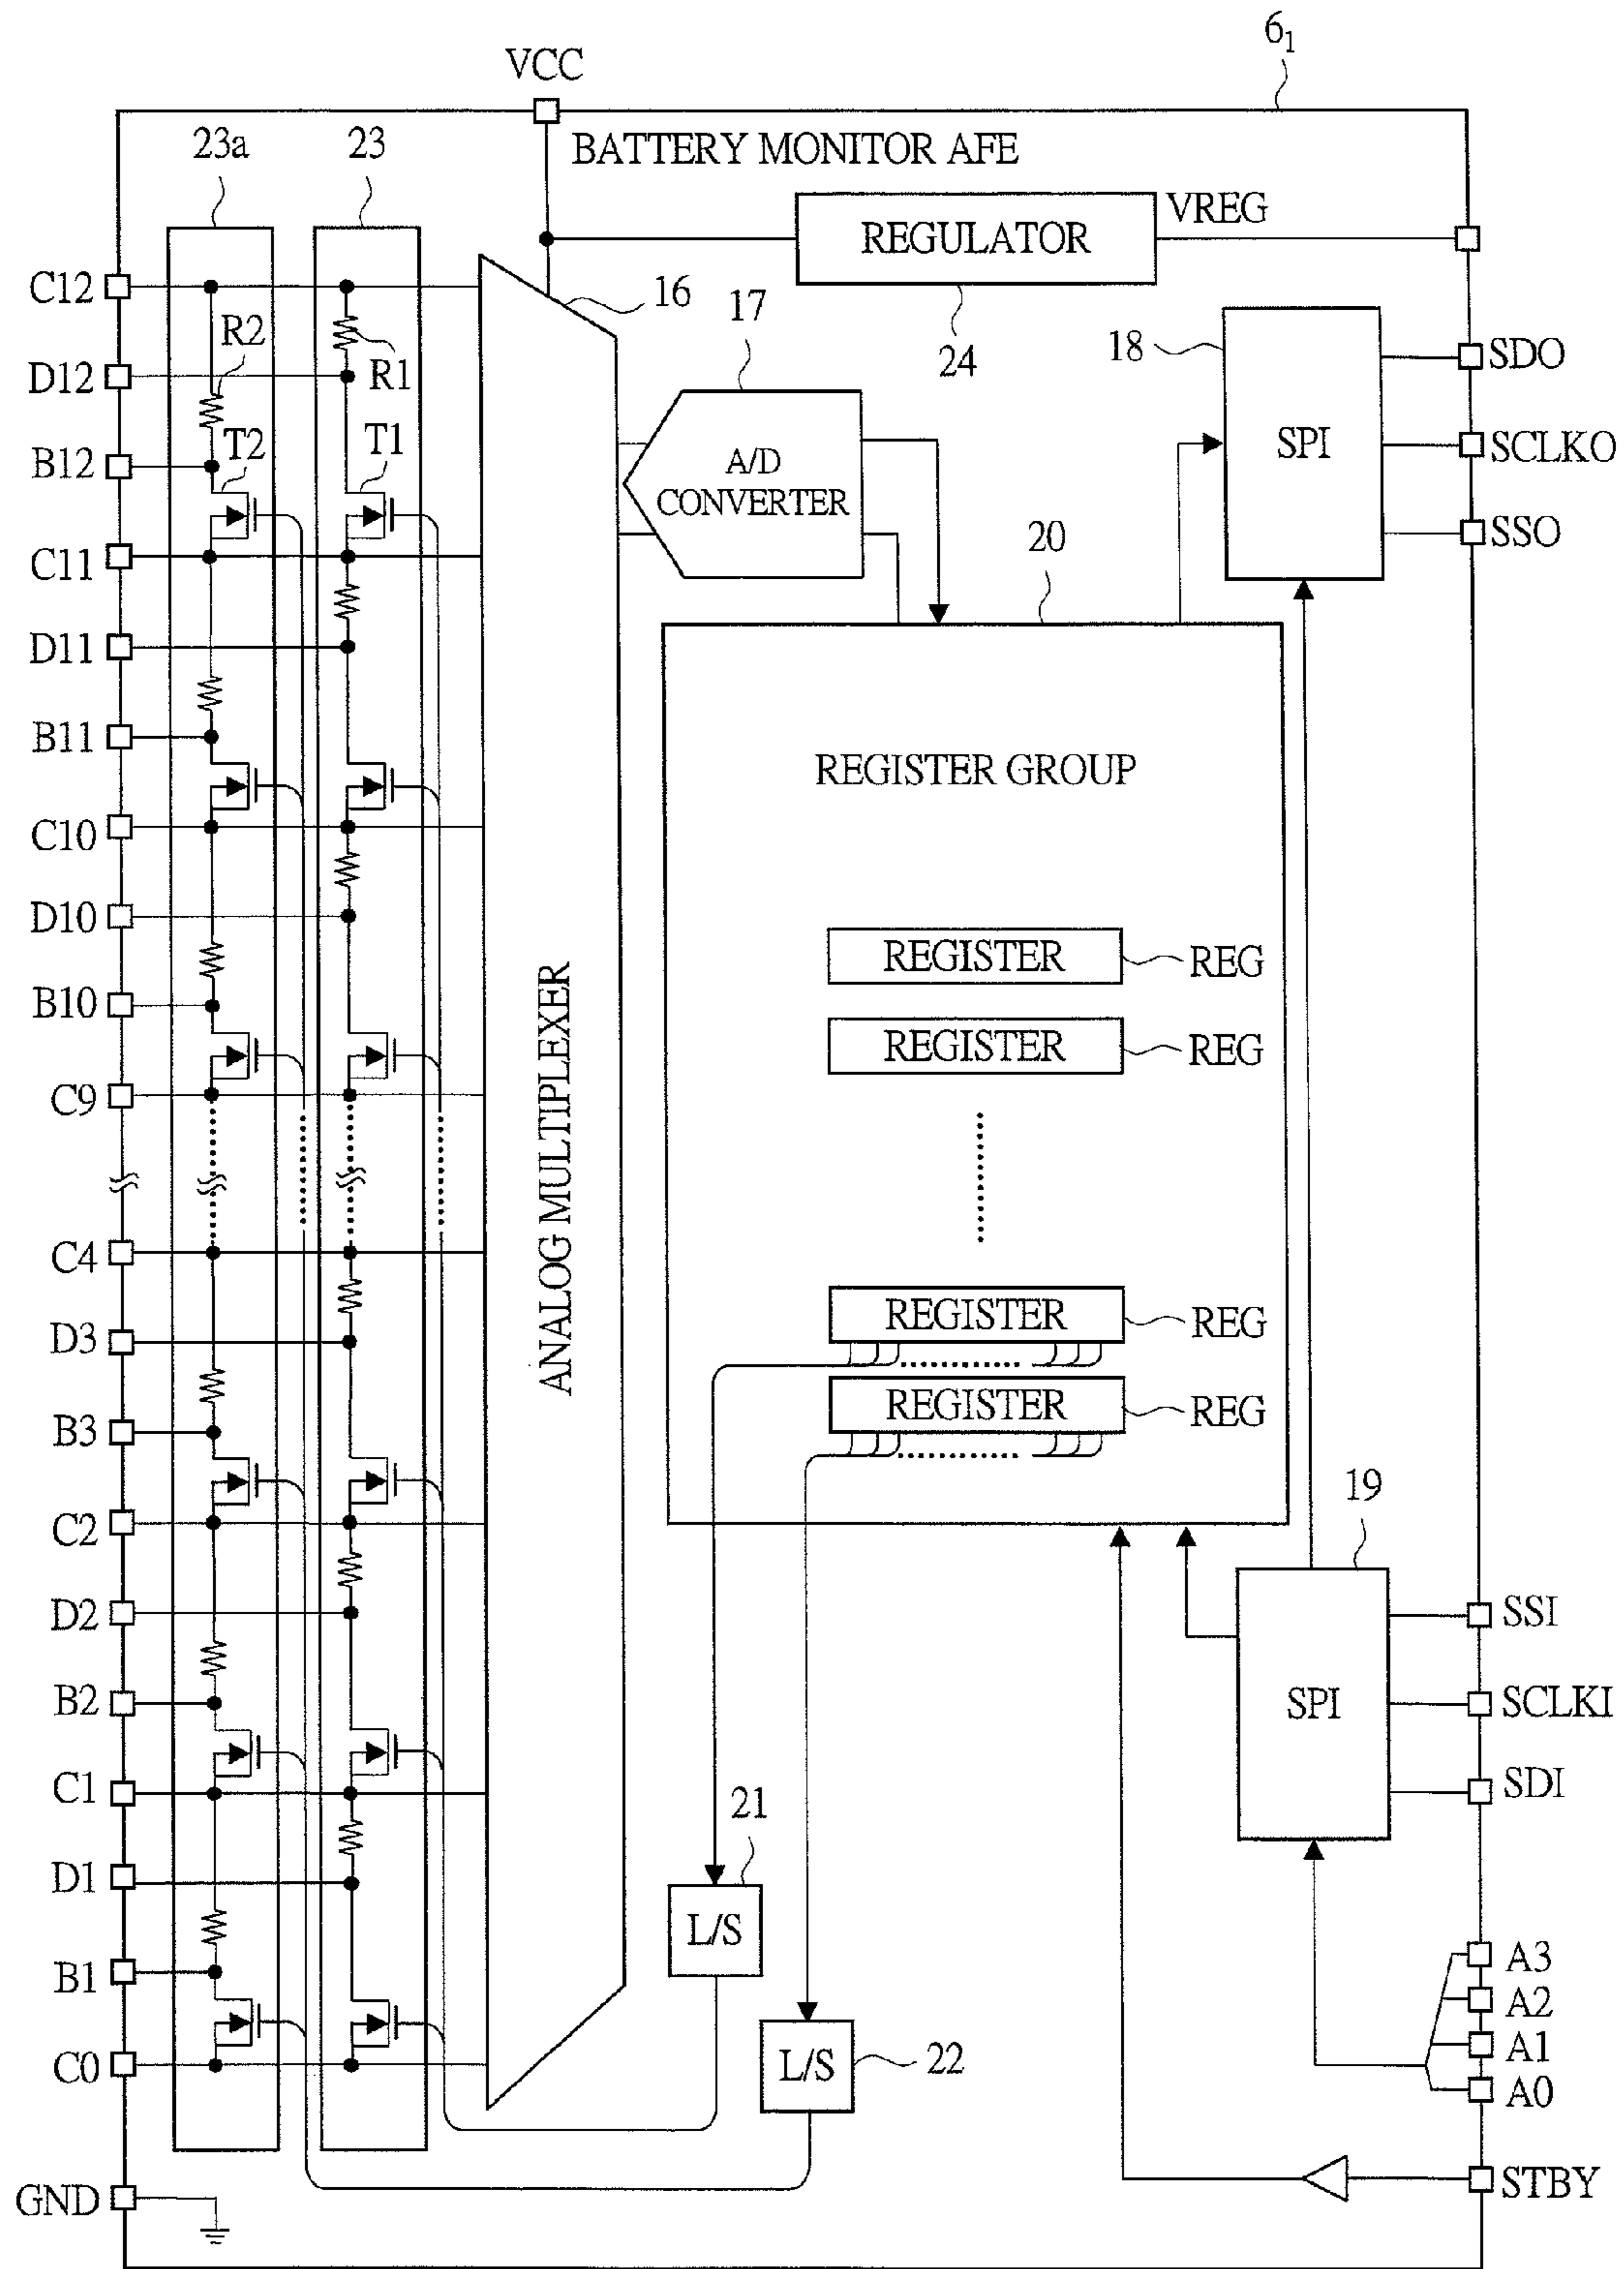 6₁
VCC
23a
23
BATTERY MONITOR AFE
REGULATOR
VREG
C12
16
17
24
18
SDO
R2
R1
D12
SPI
SCLKO
B12
T2
T1
A/D
CONVERTER
20
SSO
C11
D11
B11
REGISTER GROUP
C10
D10
REGISTER
REG
B10
REGISTER
REG
C9
ANALOG MULTIPLEXER
C4
REGISTER
REG
D3
REGISTER
REG
B3
19
C2
D2
SSI
B2
SPI
SCLKI
C1
SDI
21
D1
L/S
B1
A3
A2
C0
L/S
22
A1
A0
GND
STBY